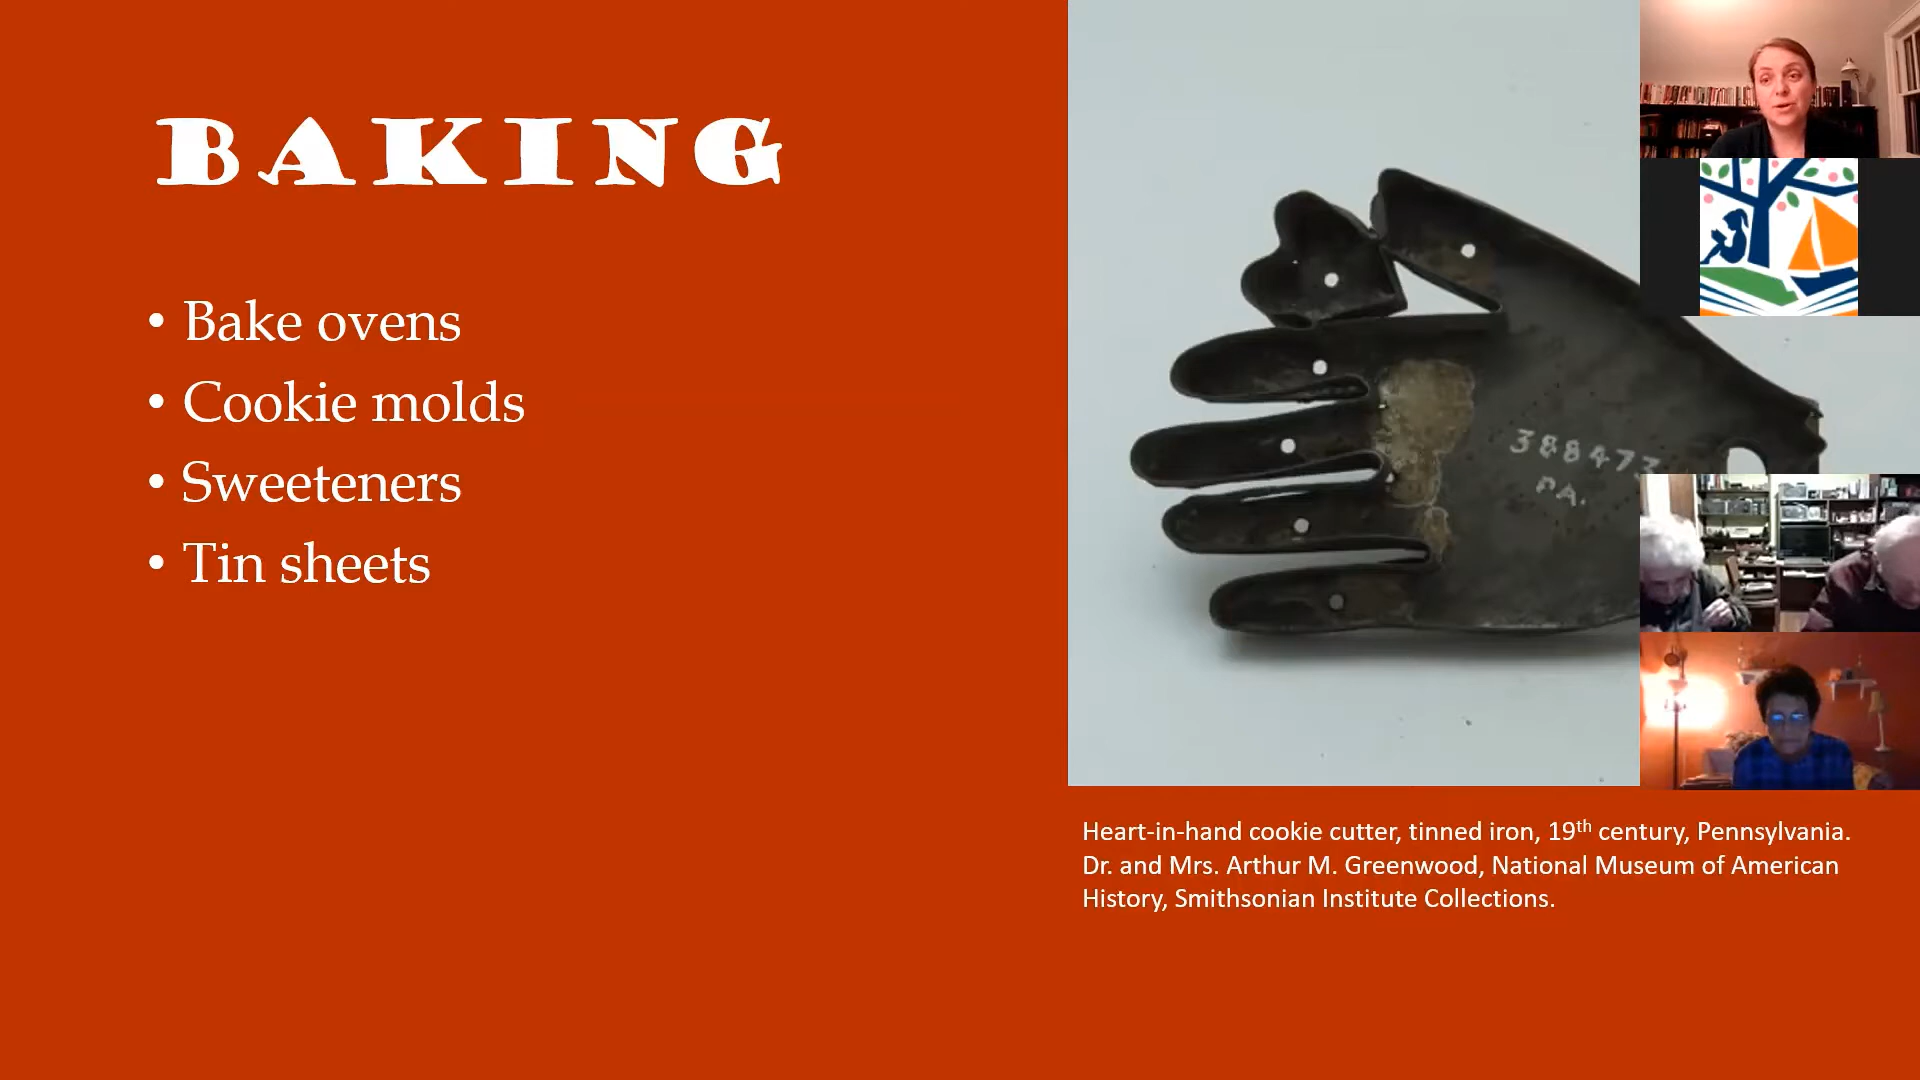 BAKING
• Bake ovens
• Cookie molds
• Sweeteners
• Tin sheets
388473
PA.
Heart-in-hand cookie cutter, tinned iron, 19th century, Pennsylvania.
Dr. and Mrs. Arthur M. Greenwood, National Museum of American
History, Smithsonian Institute Collections.